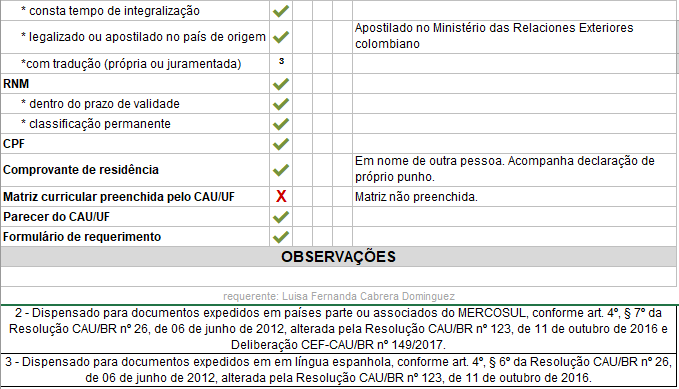 * consta tempo de integralização ✓
* legalizado ou apostilado no país de origem ✓ Apostilado no Ministério das Relaciones Exteriores
colombiano
*com tradução (própria ou juramentada) ³
RNM ✓
* dentro do prazo de validade ✓
* classificação permanente ✓
CPF ✓
Comprovante de residência ✓ Em nome de outra pessoa. Acompanha declaração de
próprio punho.
Matriz curricular preenchida pelo CAU/UF X Matriz não preenchida.
Parecer do CAU/UF ✓
Formulário de requerimento ✓
OBSERVAÇÕES
requerente: Luisa Fernanda Cabrera Dominguez
2 - Dispensado para documentos expedidos em países parte ou associados do MERCOSUL, conforme art. 4º, § 7º da
Resolução CAU/BR nº 26, de 06 de junho de 2012, alterada pela Resolução CAU/BR nº 123, de 11 de outubro de 2016 e
Deliberação CEF-CAU/BR nº 149/2017.
3 - Dispensado para documentos expedidos em em língua espanhola, conforme art. 4º, § 6º da Resolução CAU/BR nº 26,
de 06 de junho de 2012, alterada pela Resolução CAU/BR nº 123, de 11 de outubro de 2016.